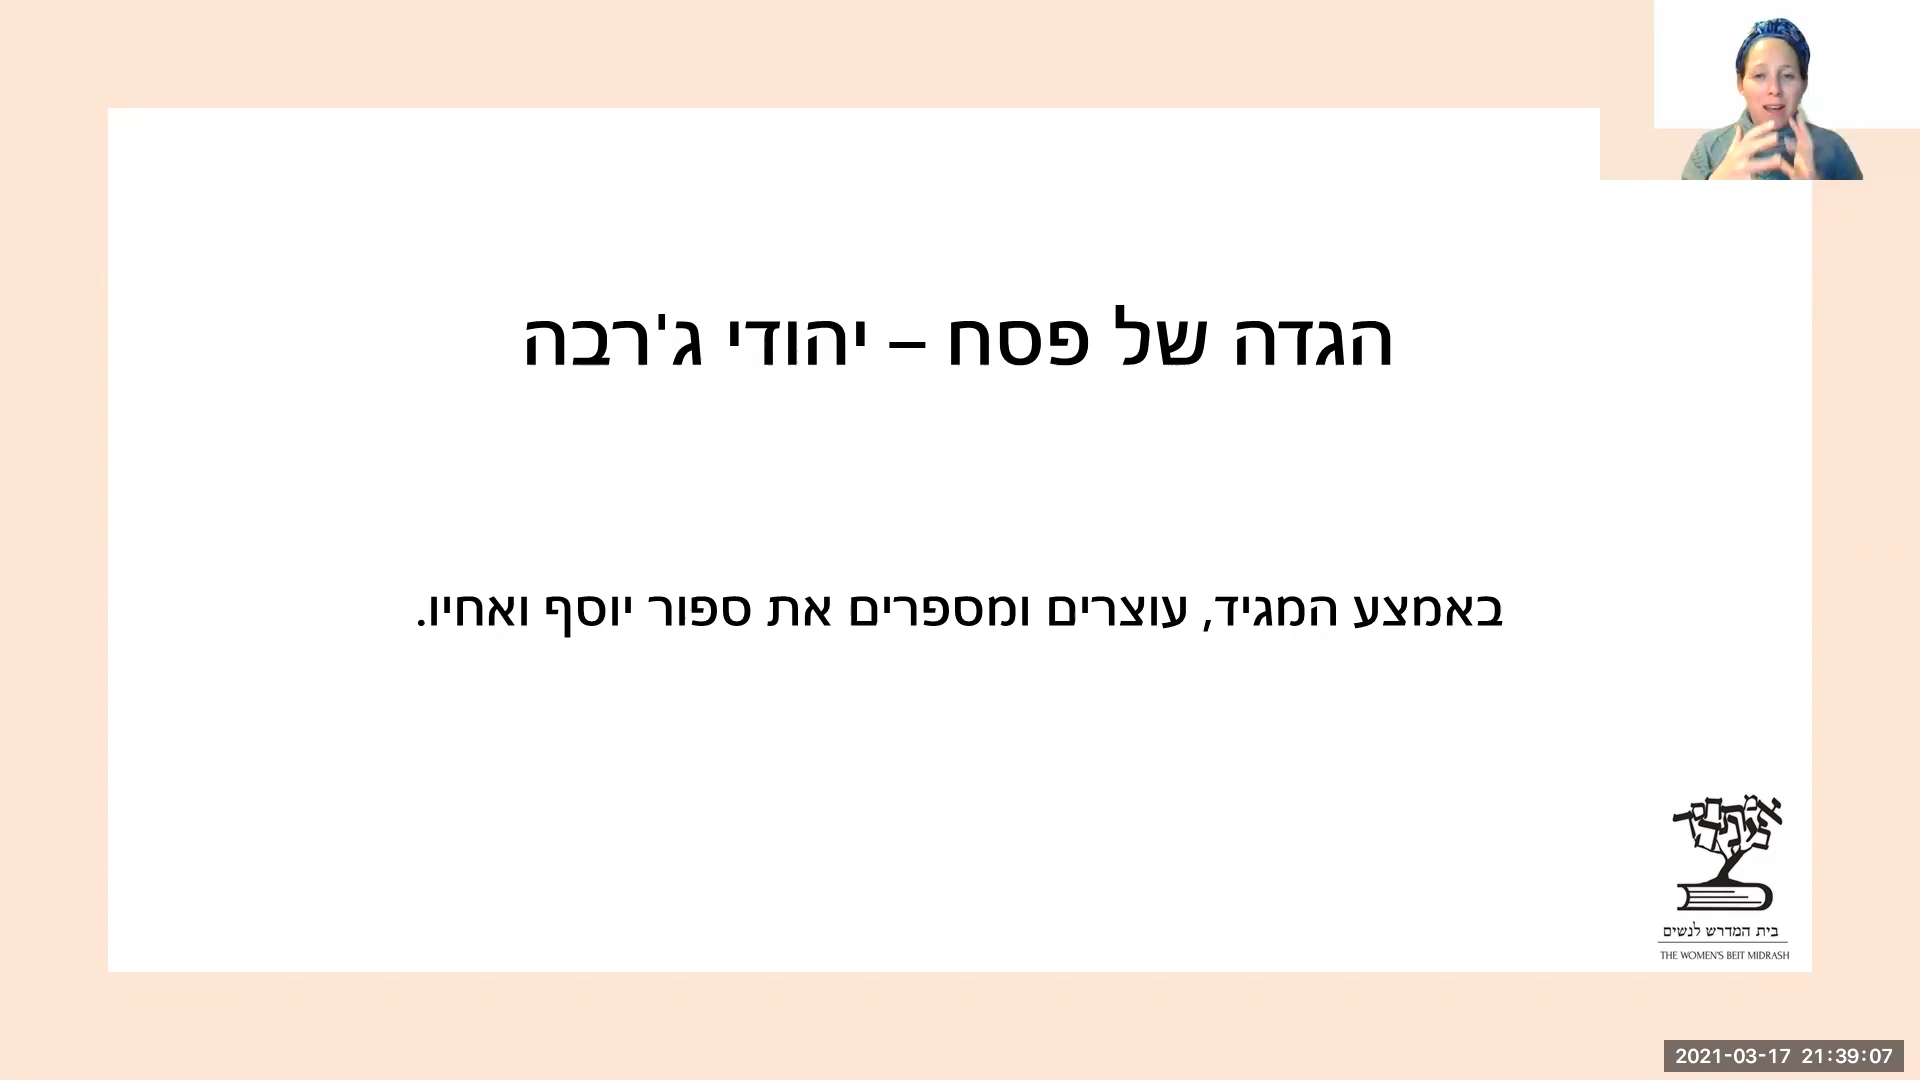 הגדה של פסח – יהודי ג'רבה
באמצע המגיד, עוצרים ומספרים את ספור יוסף ואחיו.
בית המדרש לנשים
THE WOMEN'S BEIT MIDRASH
2021-03-17 21:39:07